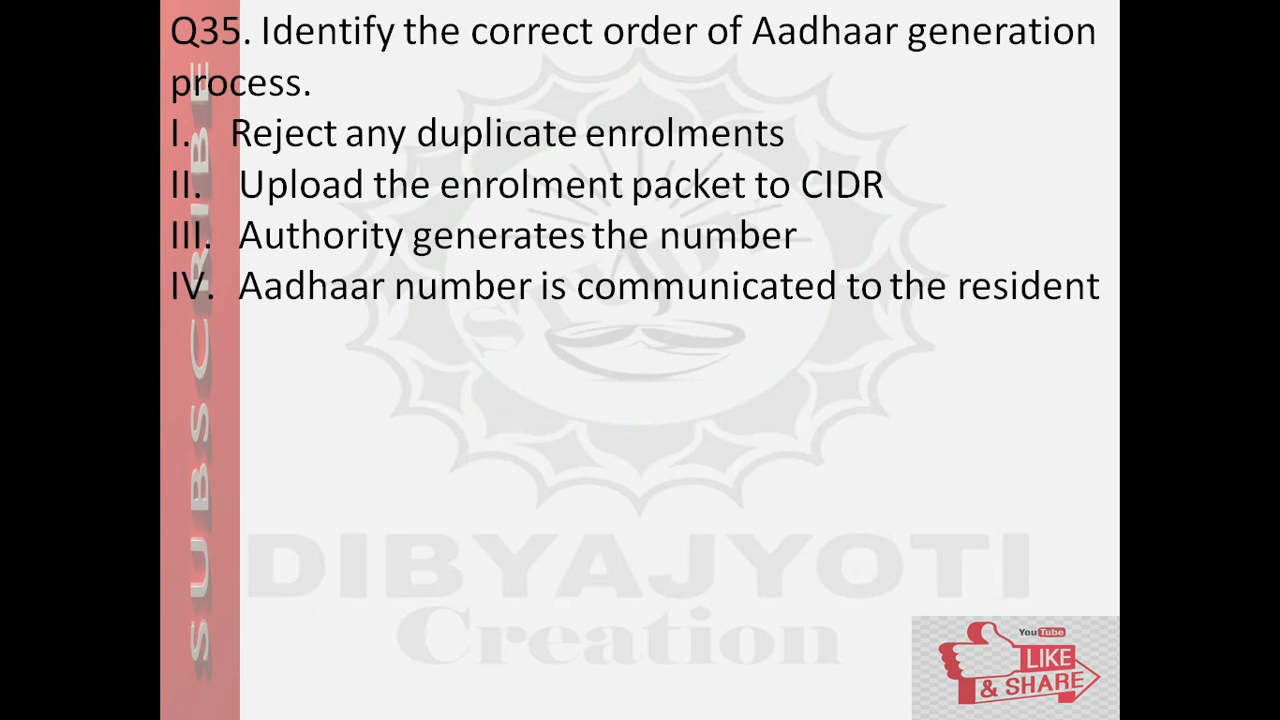 Q35. Identify the correct order of Aadhaar generation
process.
I. Reject any duplicate enrolments
II. Upload the enrolment packet to CIDR
III. Authority generates the number
IV. Aadhaar number is communicated to the resident
SUBSCRIBE
DIBYAJYOTI
Creation
YouTube
LIKE
& SHARE